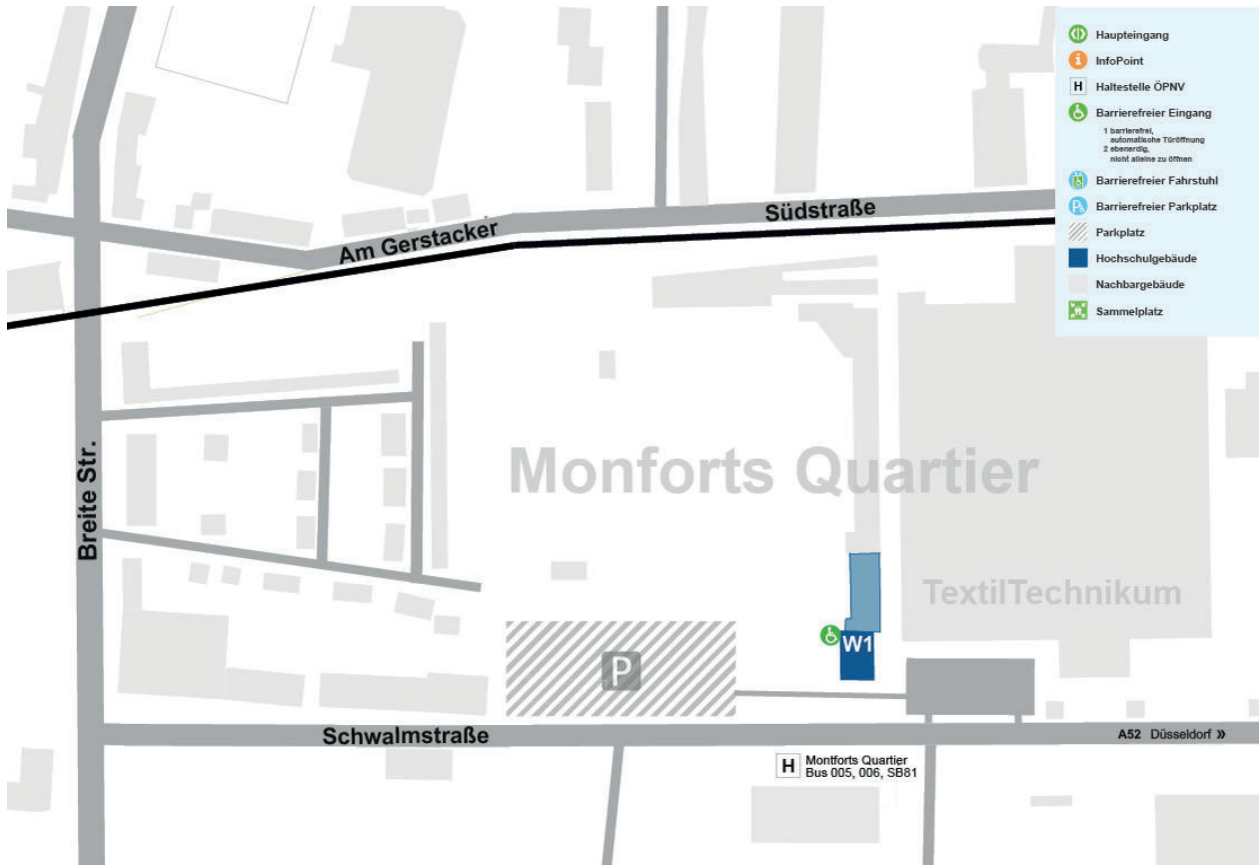 Haupteingang
i
InfoPoint
H
Haltestelle ÖPNV
Barrierefreier Eingang
1 barrierefrei,
automatische Türöffnung
2 ebenerdig,
nicht alleine zu öffnen
Barrierefreier Fahrstuhl
P
Barrierefreier Parkplatz
Parkplatz
Hochschulgebäude
Nachbargebäude
Sammelplatz
Südstraße
Am Gerstacker
Breite Str.
Monforts Quartier
TextilTechnikum
W1
P
Schwalmstraße
A52 Düsseldorf »
H
Montforts Quartier
Bus 005, 006, SB81